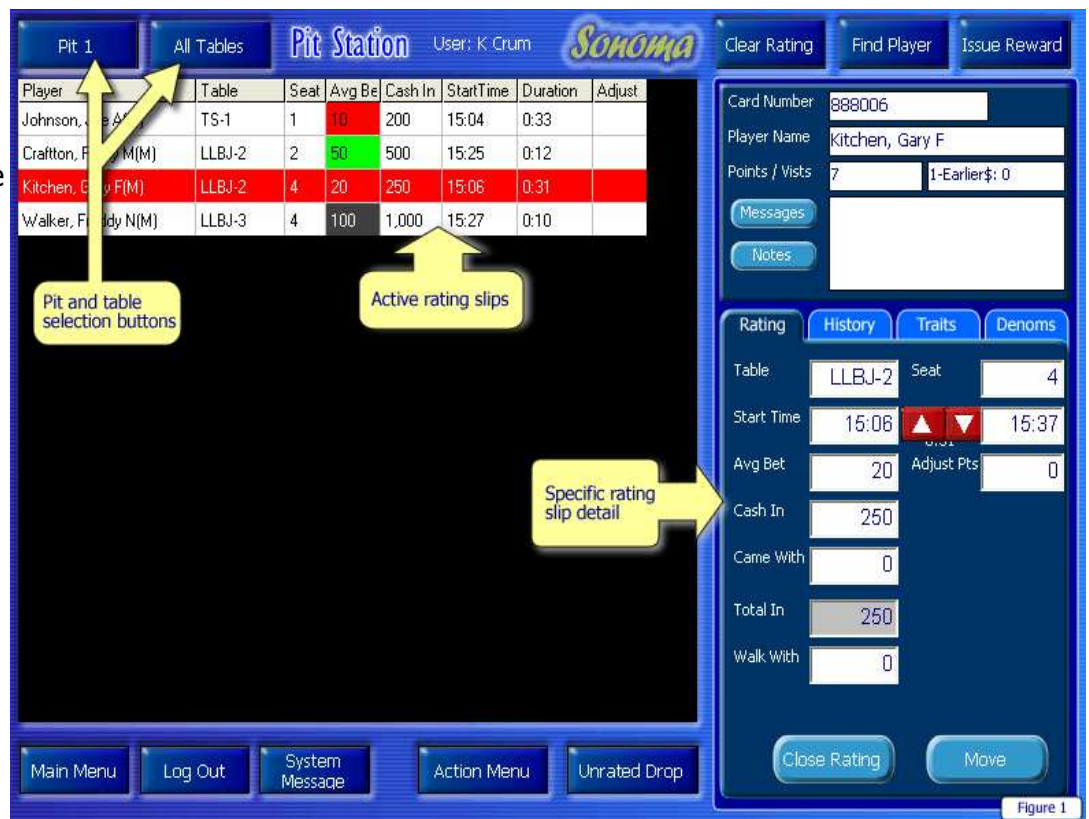 Pit 1 All Tables Pit Station User: K Crum Sonoma Clear Rating Find Player Issue Reward
Player Table Seat Avg Be Cash In StartTime Duration Adjust
Johnson, TS-1 1 10 200 15:04 0:33
Craftton, M(M) LLBJ-2 2 50 500 15:25 0:12
Kitchen, F(M) LLBJ-2 4 20 250 15:06 0:31
Walker, N(M) LLBJ-3 4 100 1,000 15:27 0:10
e
Pit and table
selection buttons
Active rating slips
Card Number 888006
Player Name Kitchen, Gary F
Points / Vists 7 1-Earlier$: 0
Messages
Notes
Rating History Traits Denoms
Table LLBJ-2 Seat 4
Start Time 15:06 15:37
Avg Bet 20 Adjust Pts 0
Specific rating
slip detail
Cash In 250
Came With 0
Total In 250
Walk With 0
Main Menu Log Out System Message Action Menu Unrated Drop
Close Rating Move
Figure 1